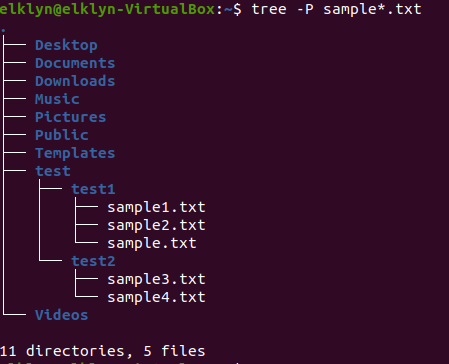 elklyn@elklyn-VirtualBox:~$ tree -P sample*.txt
.
├── Desktop
├── Documents
├── Downloads
├── Music
├── Pictures
├── Public
├── Templates
├── test
│   ├── test1
│   │   ├── sample1.txt
│   │   ├── sample2.txt
│   │   └── sample.txt
│   └── test2
│       ├── sample3.txt
│       └── sample4.txt
└── Videos
11 directories, 5 files